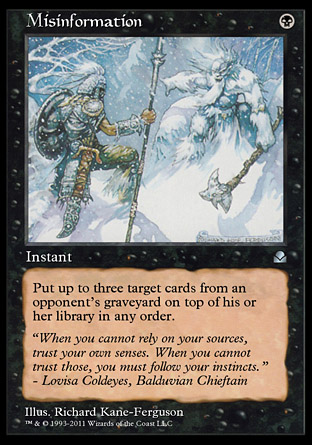 Misinformation
Instant
Put up to three target cards from an
opponent's graveyard on top of his or
her library in any order.
"When you cannot rely on your sources,
trust your own senses. When you cannot
trust those, you must follow your instincts."
- Lovisa Coldeyes, Balduvian Chieftain
Illus. Richard Kane-Ferguson
™ & © 1993-2011 Wizards of the Coast LLC